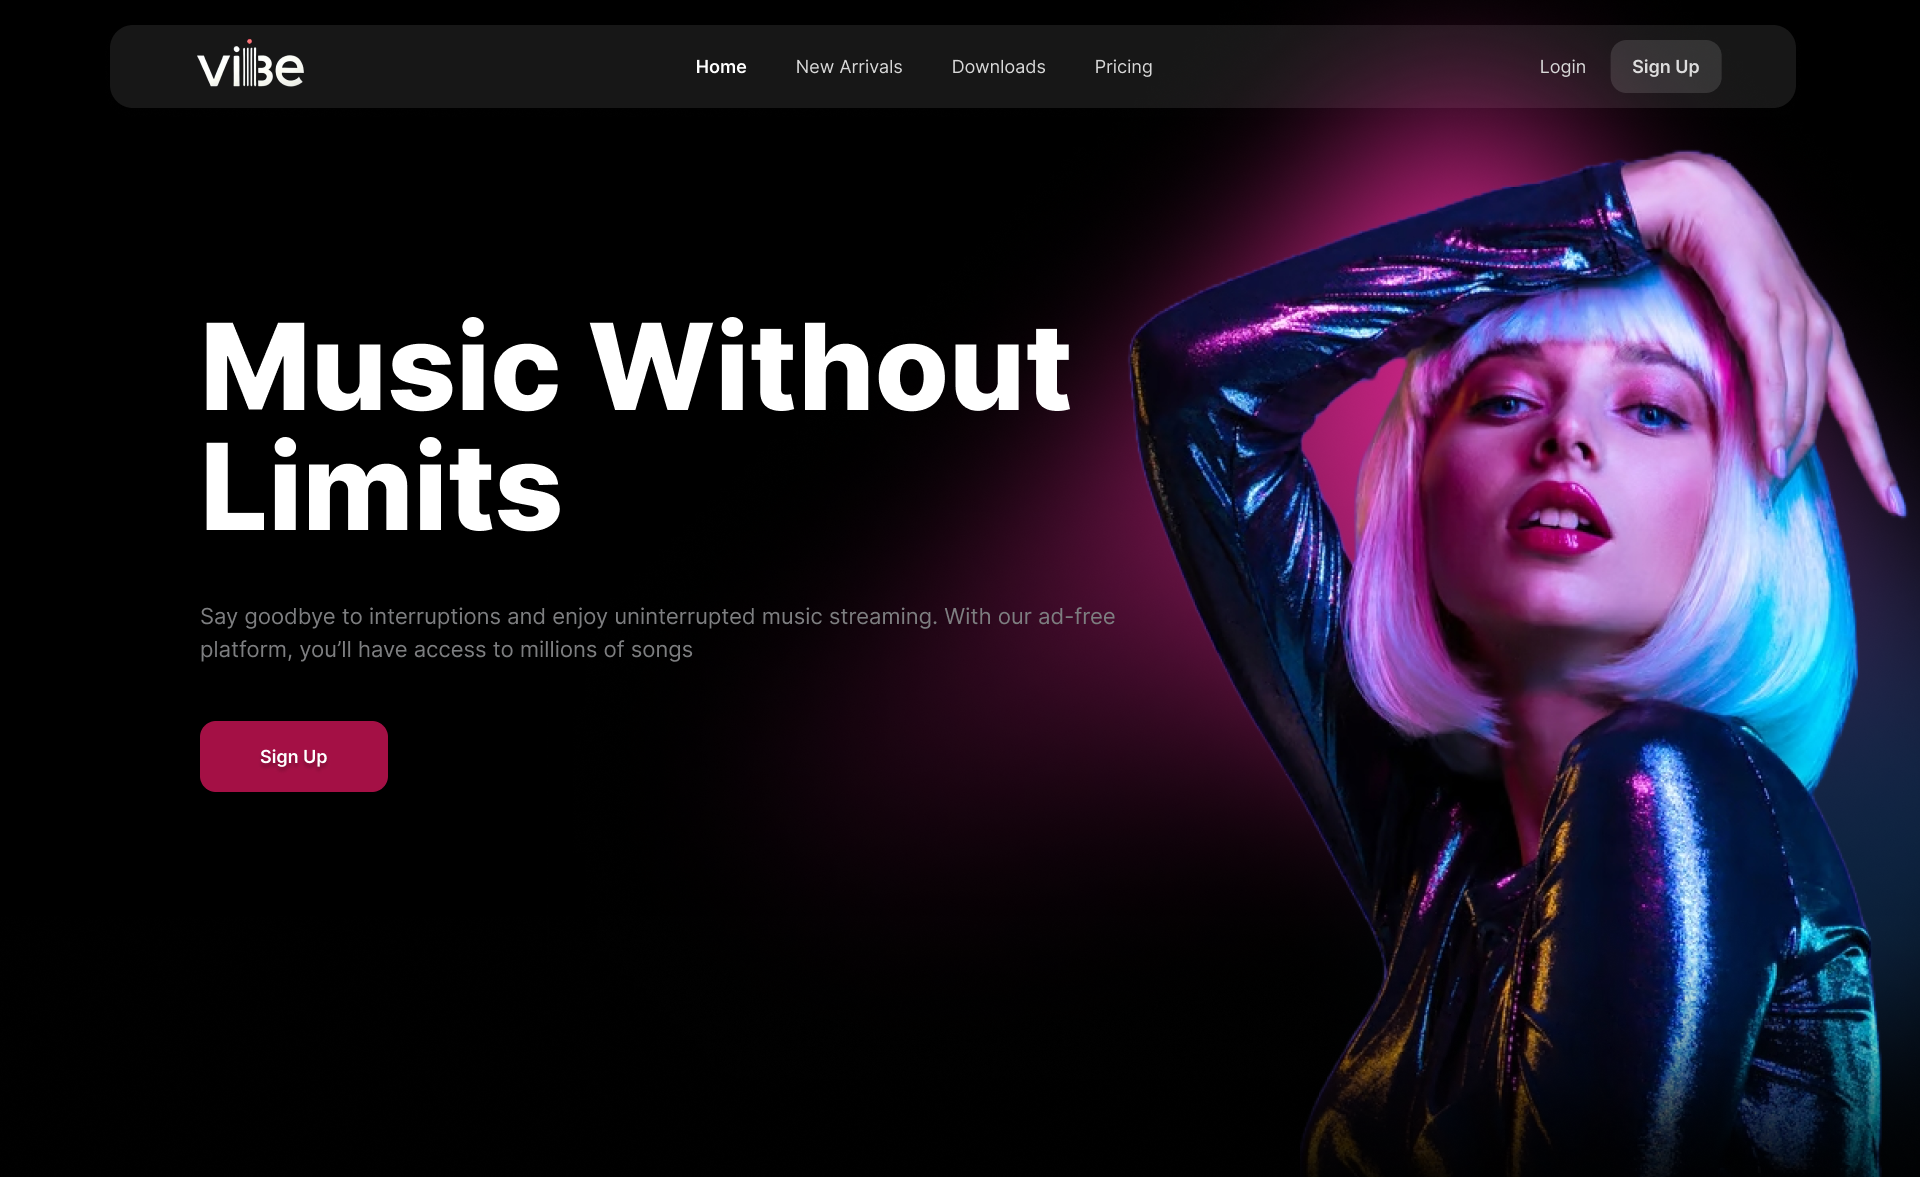 vibe
Home
New Arrivals
Downloads
Pricing
Login
Sign Up
Music Without
Limits
Say goodbye to interruptions and enjoy uninterrupted music streaming. With our ad-free
platform, you’ll have access to millions of songs
Sign Up